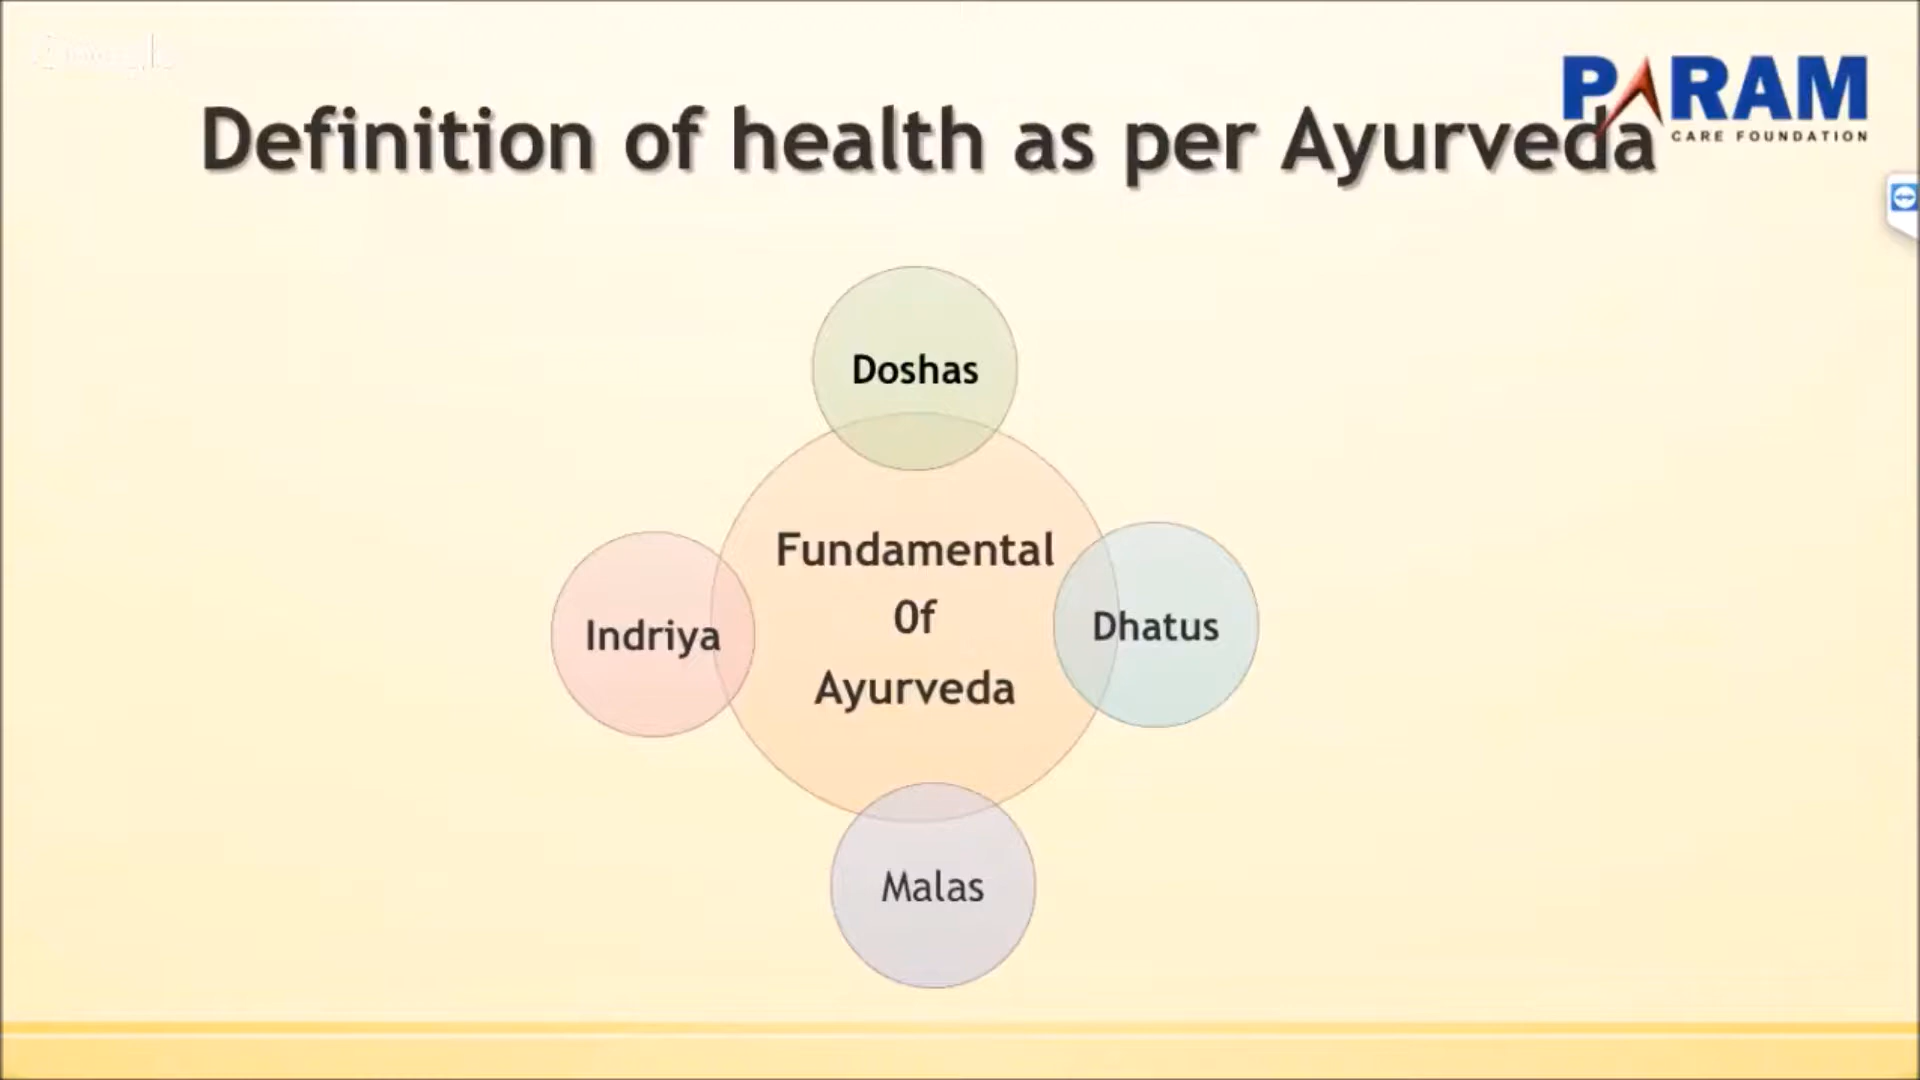 PARAM
CARE FOUNDATION
Definition of health as per Ayurveda
Doshas
Fundamental
Of
Ayurveda
Indriya
Dhatus
Malas